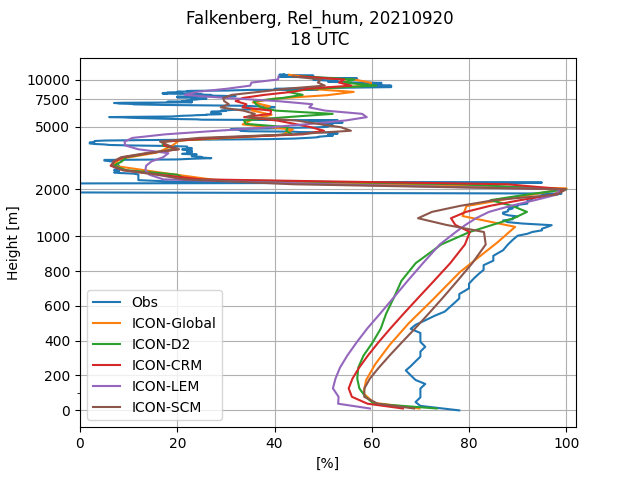 Falkenberg, Rel_hum, 20210920
18 UTC
10000
7500
5000
2000
1000
800
600
400
200
0
Height [m]
Obs
ICON-Global
ICON-D2
ICON-CRM
ICON-LEM
ICON-SCM
0 20 40 60 80 100
[%]